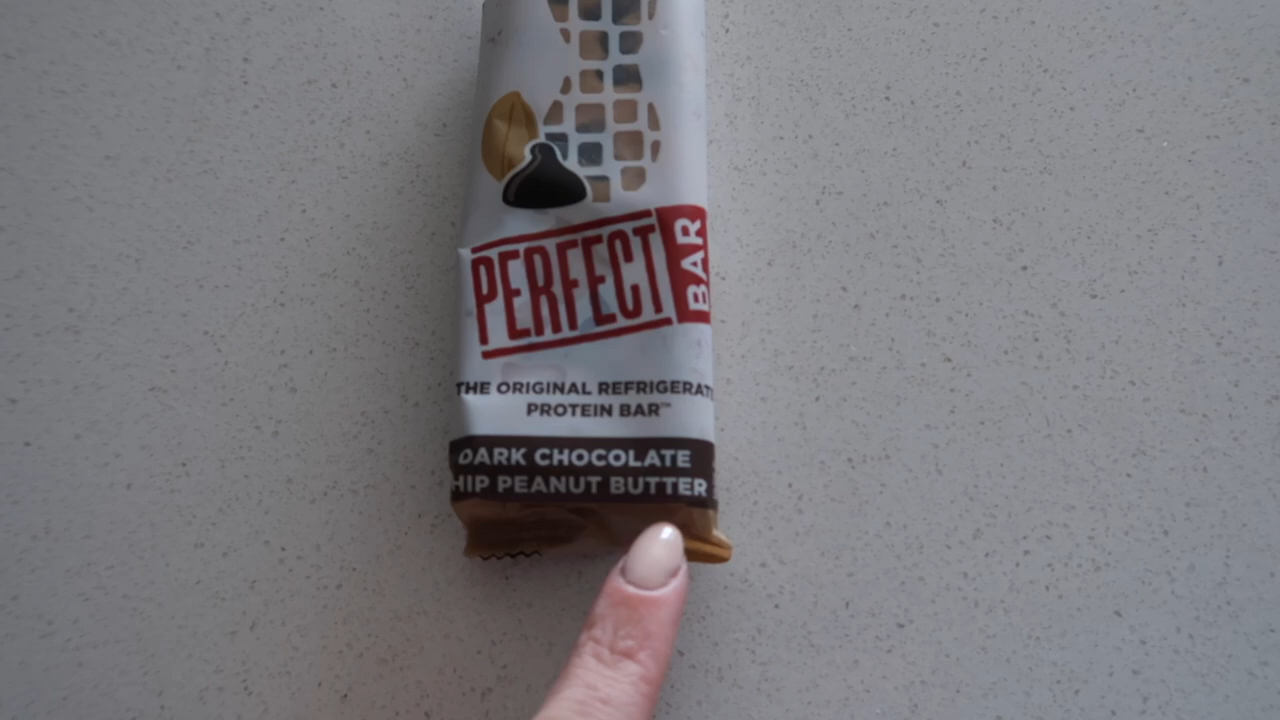 PERFECT BAR
THE ORIGINAL REFRIGERAT
PROTEIN BAR™
DARK CHOCOLATE
HIP PEANUT BUTTER